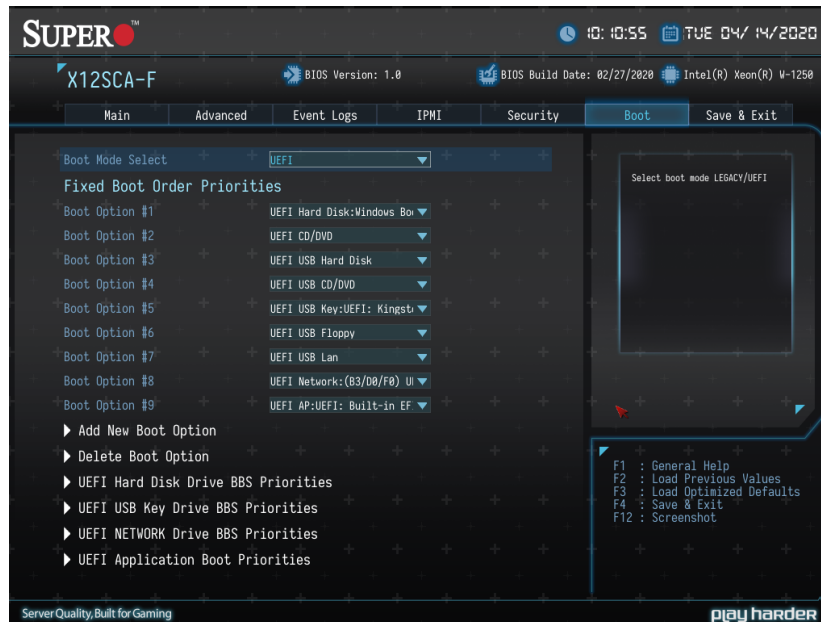 SUPER ™ 10:10:55 TUE 04/14/2020
X12SCA-F BIOS Version: 1.0 BIOS Build Date: 02/27/2020 Intel(R) Xeon(R) W-1250
Main Advanced Event Logs IPMI Security Boot Save & Exit
Boot Mode Select UEFI
Fixed Boot Order Priorities
Boot Option #1 UEFI Hard Disk:Windows
Boot Option #2 UEFI CD/DVD
Boot Option #3 UEFI USB Hard Disk
Boot Option #4 UEFI USB CD/DVD
Boot Option #5 UEFI USB Key:UEFI:
Boot Option #6 UEFI USB Floppy
Boot Option #7 UEFI USB Lan
Boot Option #8 UEFI Network:(B3/D0/F0)
Boot Option #9 UEFI AP:UEFI: Built-in EF
Add New Boot Option
Delete Boot Option
UEFI Hard Disk Drive BBS Priorities
UEFI USB Key Drive BBS Priorities
UEFI NETWORK Drive BBS Priorities
UEFI Application Boot Priorities
Select boot mode LEGACY/UEFI
F1 : General Help
F2 : Load Previous Values
F3 : Load Optimized Defaults
F4 : Save & Exit
F12 : Screenshot
Server Quality, Built for Gaming play harder